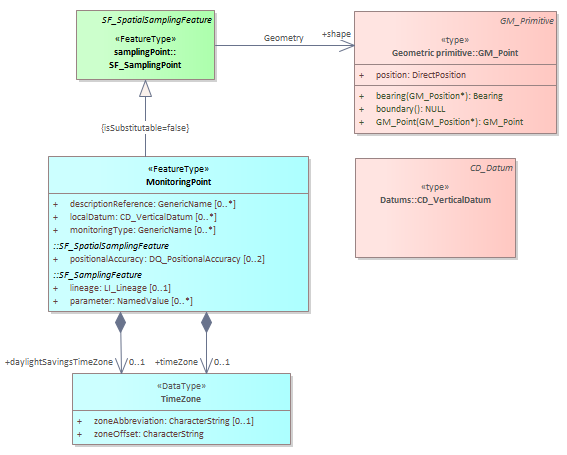 SF_SpatialSamplingFeature
«FeatureType»
samplingPoint::
SF_SamplingPoint
Geometry
+shape
GM_Primitive
«type»
Geometric primitive::GM_Point
+ position: DirectPosition
+ bearing(GM_Position*): Bearing
+ boundary(): NULL
+ GM_Point(GM_Position*): GM_Point
{isSubstitutable=false}
«FeatureType»
MonitoringPoint
+ descriptionReference: GenericName [0..*]
+ localDatum: CD_VerticalDatum [0..*]
+ monitoringType: GenericName [0..*]
::SF_SpatialSamplingFeature
+ positionalAccuracy: DQ_PositionalAccuracy [0..2]
::SF_SamplingFeature
+ lineage: LI_Lineage [0..1]
+ parameter: NamedValue [0..*]
CD_Datum
«type»
Datums::CD_VerticalDatum
+daylightSavingsTimeZone
0..1
+timeZone
0..1
«DataType»
TimeZone
+ zoneAbbreviation: CharacterString [0..1]
+ zoneOffset: CharacterString